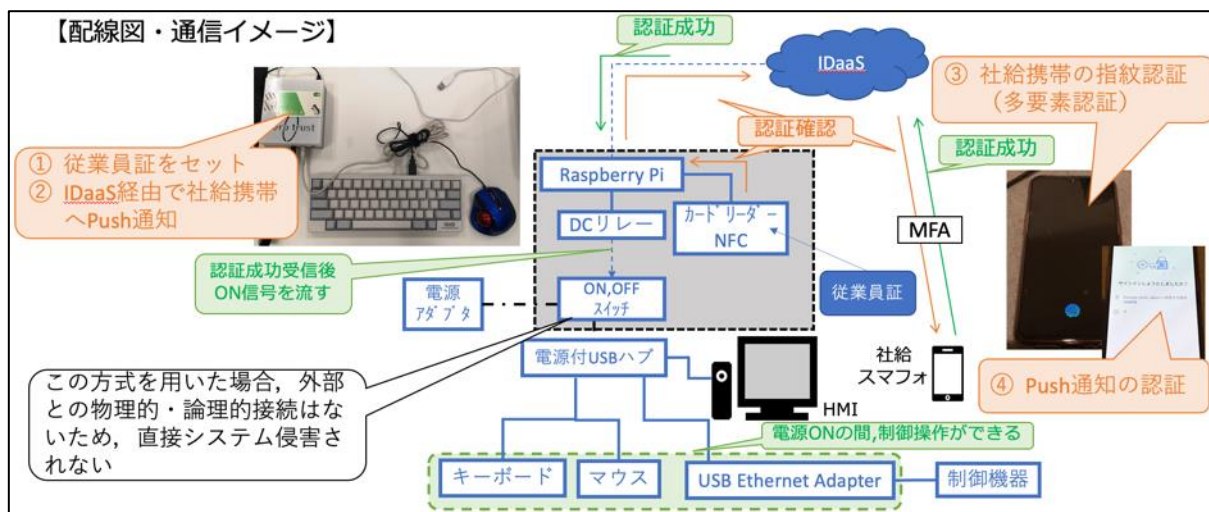 【配線図・通信イメージ】
認証成功
IDaaS
③ 社給携帯の指紋認証
（多要素認証）
① 従業員証をセット
② IDaaS経由で社給携帯
へPush通知
認証確認
認証成功
Raspberry Pi
DCリレー
カードリーダー
NFC
MFA
認証成功受信後
ON信号を流す
電源
アダプタ
ON,OFF
スイッチ
従業員証
電源付USBハブ
社給
スマフォ
④ Push通知の認証
この方式を用いた場合，外部
との物理的・論理的接続はな
いため，直接システム侵害さ
れない
HMI
電源ONの間,制御操作ができる
キーボード
マウス
USB Ethernet Adapter
制御機器